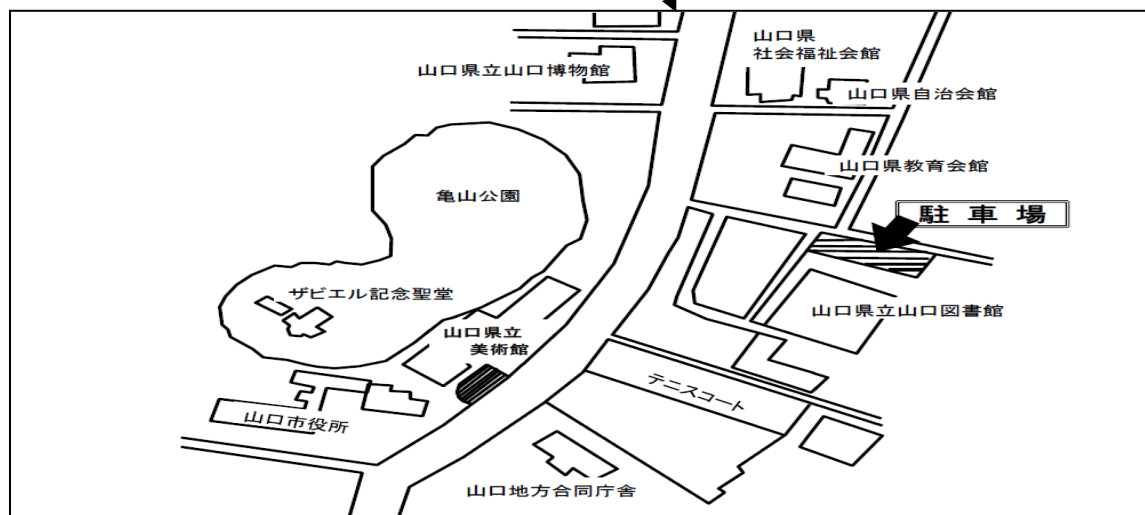 山口県
社会福祉会館
山口県立山口博物館
山口県自治会館
山口県教育会館
亀山公園
駐車場
ザビエル記念聖堂
山口県立山口図書館
山口県立
美術館
テニスコート
山口市役所
山口地方合同庁舎